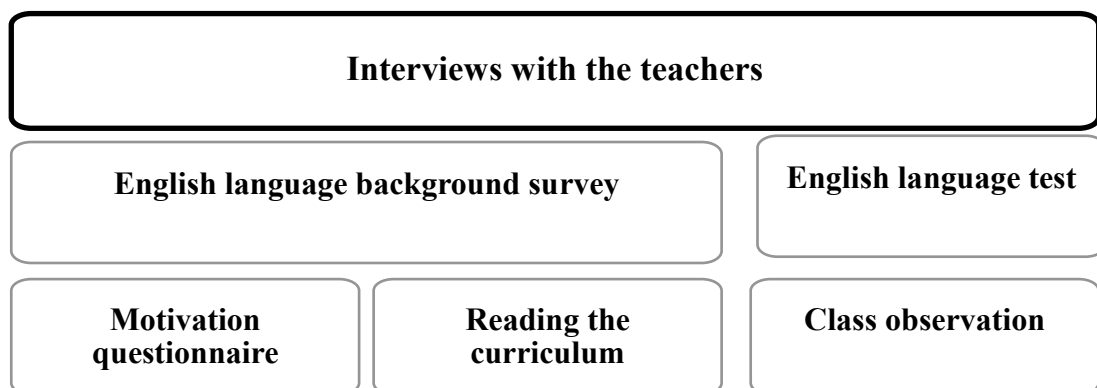 Interviews with the teachers
English language background survey
English language test
Motivation
questionnaire
Reading the
curriculum
Class observation